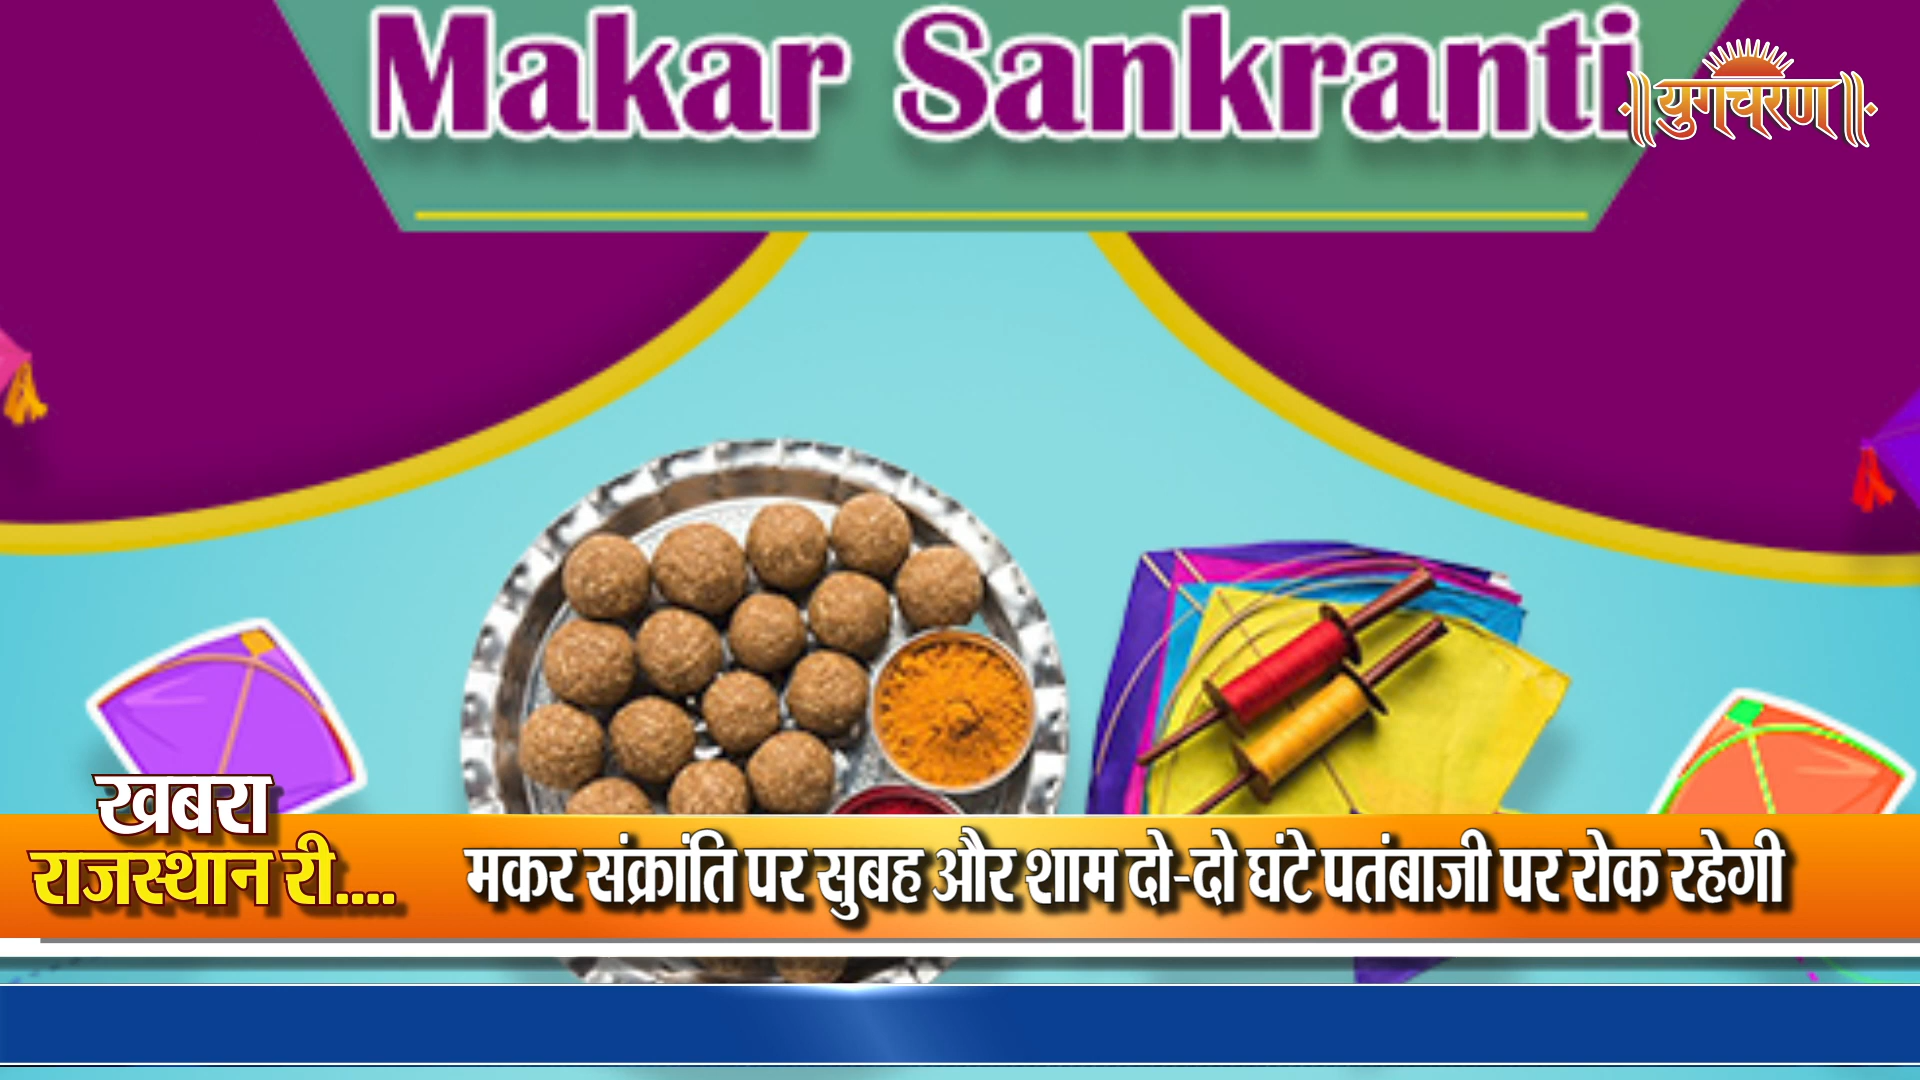 Makar Sankranti
॥युगचरण॥
खबरा
राजस्थान री....
मकर संक्रांति पर सुबह और शाम दो-दो घंटे पतंबाजी पर रोक रहेगी